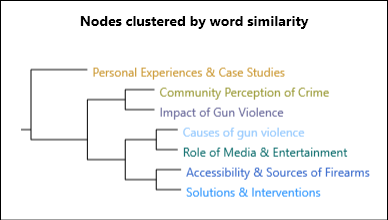 Nodes clustered by word similarity
Personal Experiences & Case Studies
Community Perception of Crime
Impact of Gun Violence
Causes of gun violence
Role of Media & Entertainment
Accessibility & Sources of Firearms
Solutions & Interventions